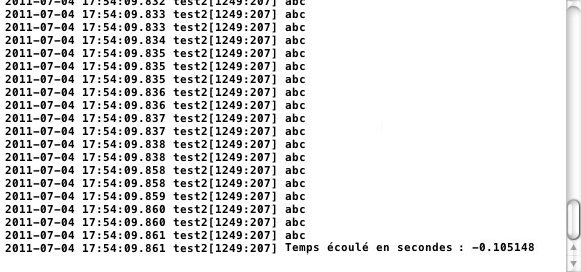 2011-07-04 17:54:09.832 test2[1249:207] abc
2011-07-04 17:54:09.833 test2[1249:207] abc
2011-07-04 17:54:09.833 test2[1249:207] abc
2011-07-04 17:54:09.834 test2[1249:207] abc
2011-07-04 17:54:09.835 test2[1249:207] abc
2011-07-04 17:54:09.835 test2[1249:207] abc
2011-07-04 17:54:09.835 test2[1249:207] abc
2011-07-04 17:54:09.836 test2[1249:207] abc
2011-07-04 17:54:09.836 test2[1249:207] abc
2011-07-04 17:54:09.837 test2[1249:207] abc
2011-07-04 17:54:09.837 test2[1249:207] abc
2011-07-04 17:54:09.838 test2[1249:207] abc
2011-07-04 17:54:09.838 test2[1249:207] abc
2011-07-04 17:54:09.858 test2[1249:207] abc
2011-07-04 17:54:09.858 test2[1249:207] abc
2011-07-04 17:54:09.859 test2[1249:207] abc
2011-07-04 17:54:09.860 test2[1249:207] abc
2011-07-04 17:54:09.860 test2[1249:207] abc
2011-07-04 17:54:09.861 test2[1249:207] abc
2011-07-04 17:54:09.861 test2[1249:207] Temps écoulé en secondes : -0.105148